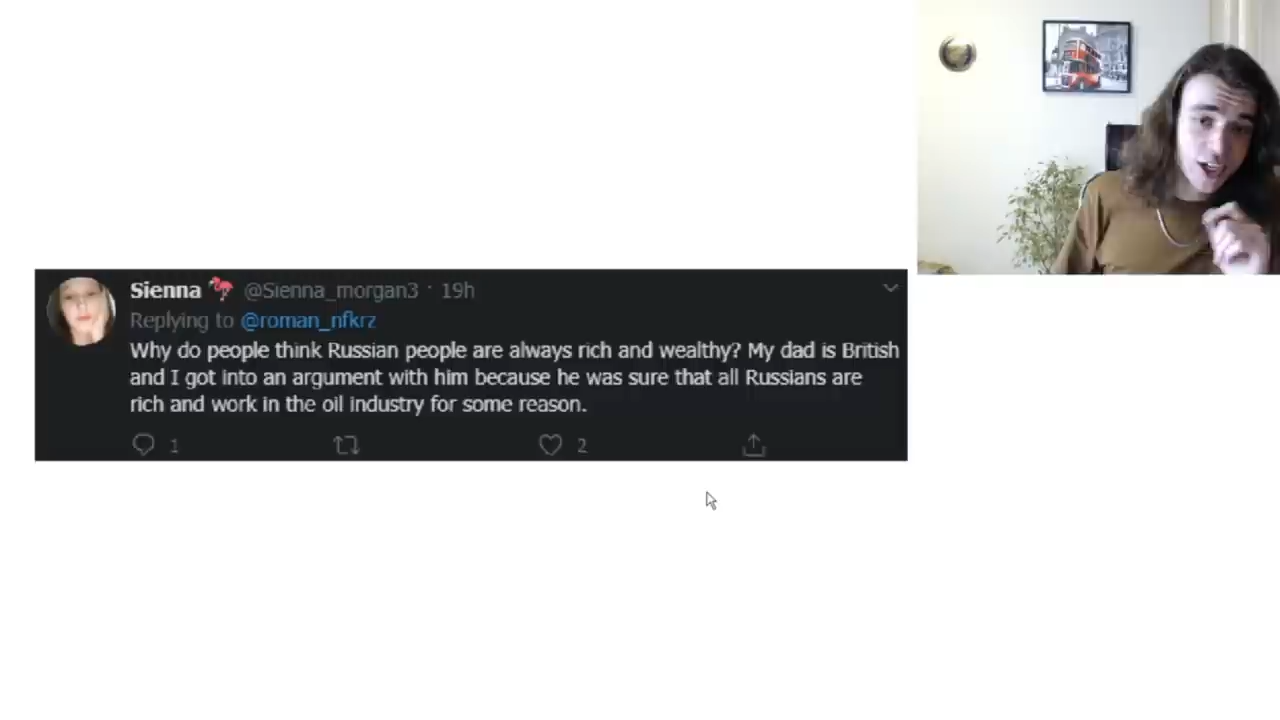 Sienna 🦩 @Sienna_morgan3 · 19h
Replying to @roman_nfkrz
Why do people think Russian people are always rich and wealthy? My dad is British
and I got into an argument with him because he was sure that all Russians are
rich and work in the oil industry for some reason.
1 2